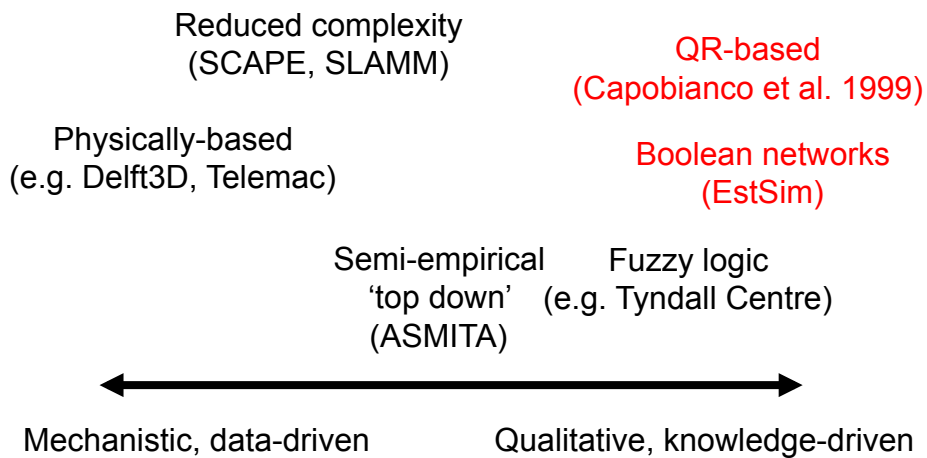 Reduced complexity
(SCAPE, SLAMM)
QR-based
(Capobianco et al. 1999)
Physically-based
(e.g. Delft3D, Telemac)
Boolean networks
(EstSim)
Semi-empirical
‘top down’
(ASMITA)
Fuzzy logic
(e.g. Tyndall Centre)
Mechanistic, data-driven
Qualitative, knowledge-driven